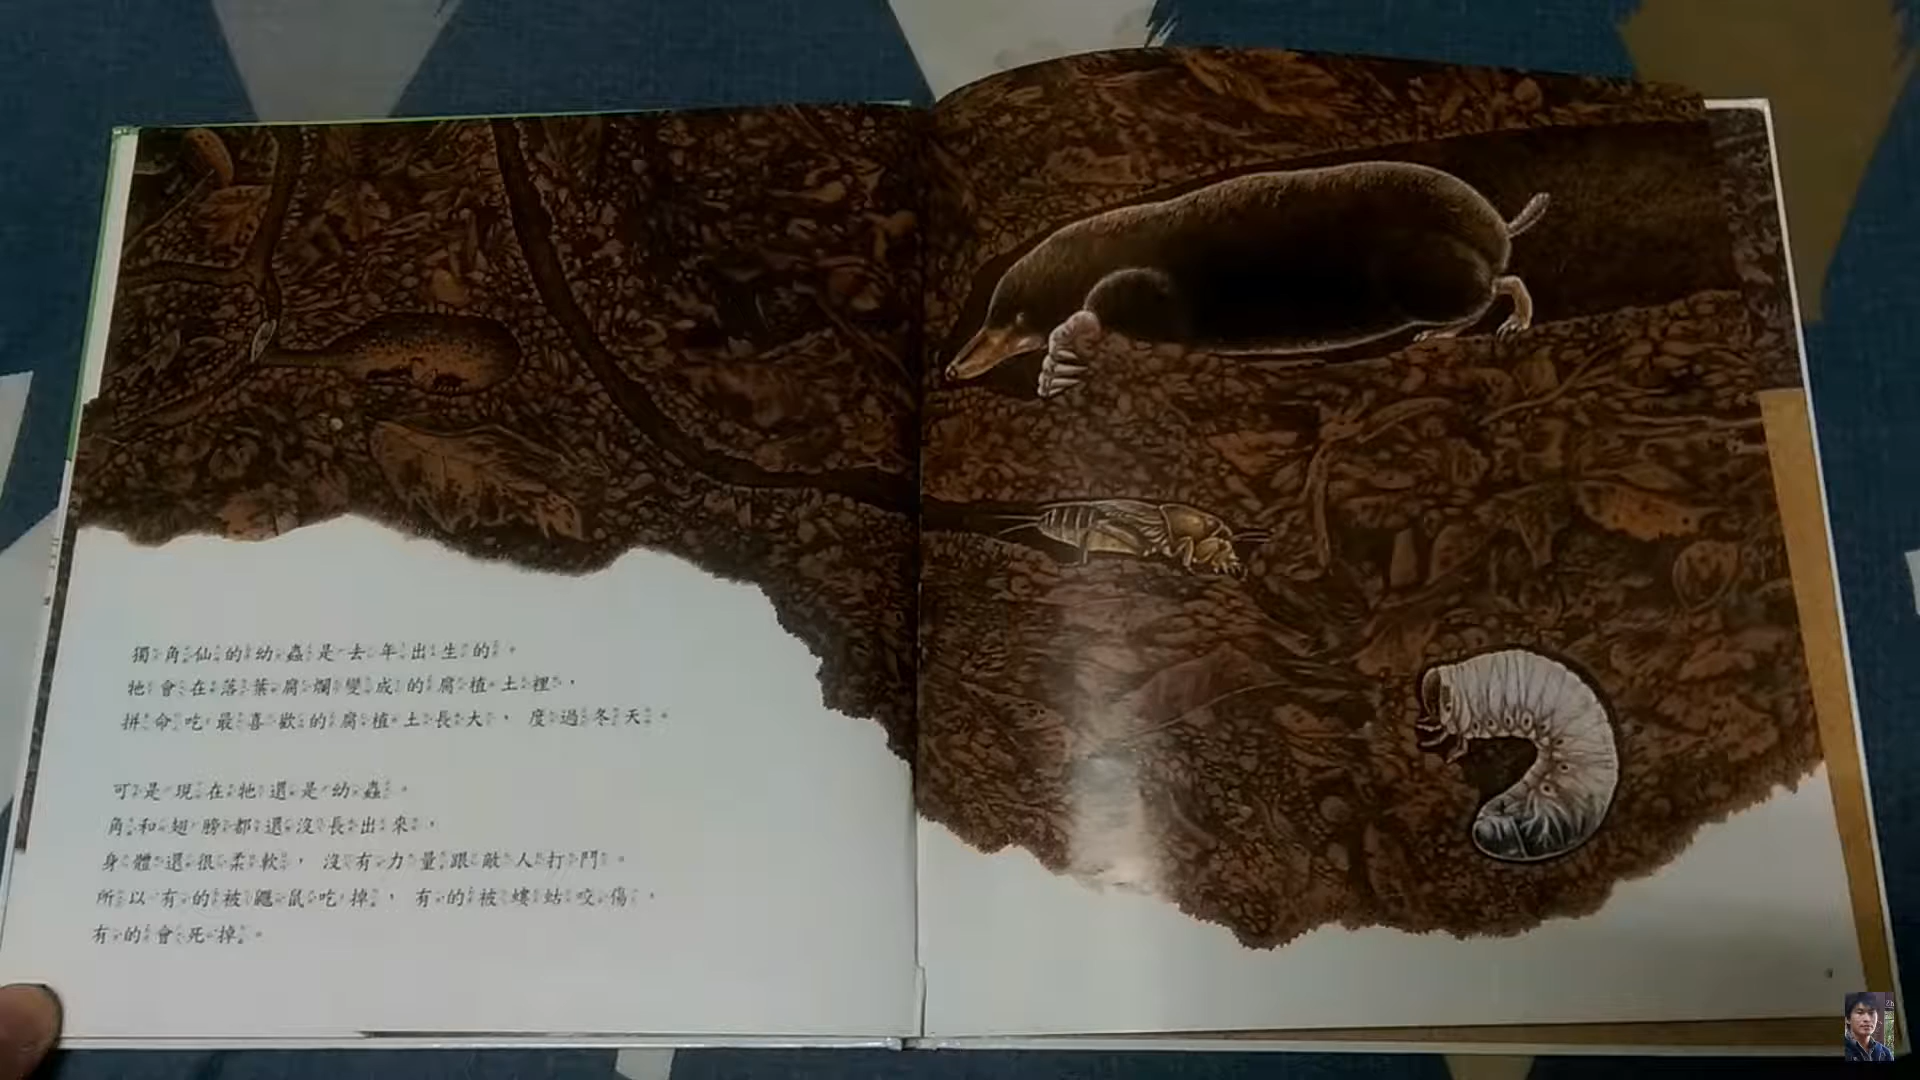 獨角仙的幼蟲是去年出生的。
牠會在落葉腐爛變成的腐植土裡，
拼命吃最喜歡的腐植土長大，度過冬天。
可是現在牠還是幼蟲。
角和翅膀都還沒長出來，
身體還很柔軟，沒有力量跟敵人打鬥。
所以有的被鼴鼠吃掉，有的被螻蛄咬傷，
有的會死掉。